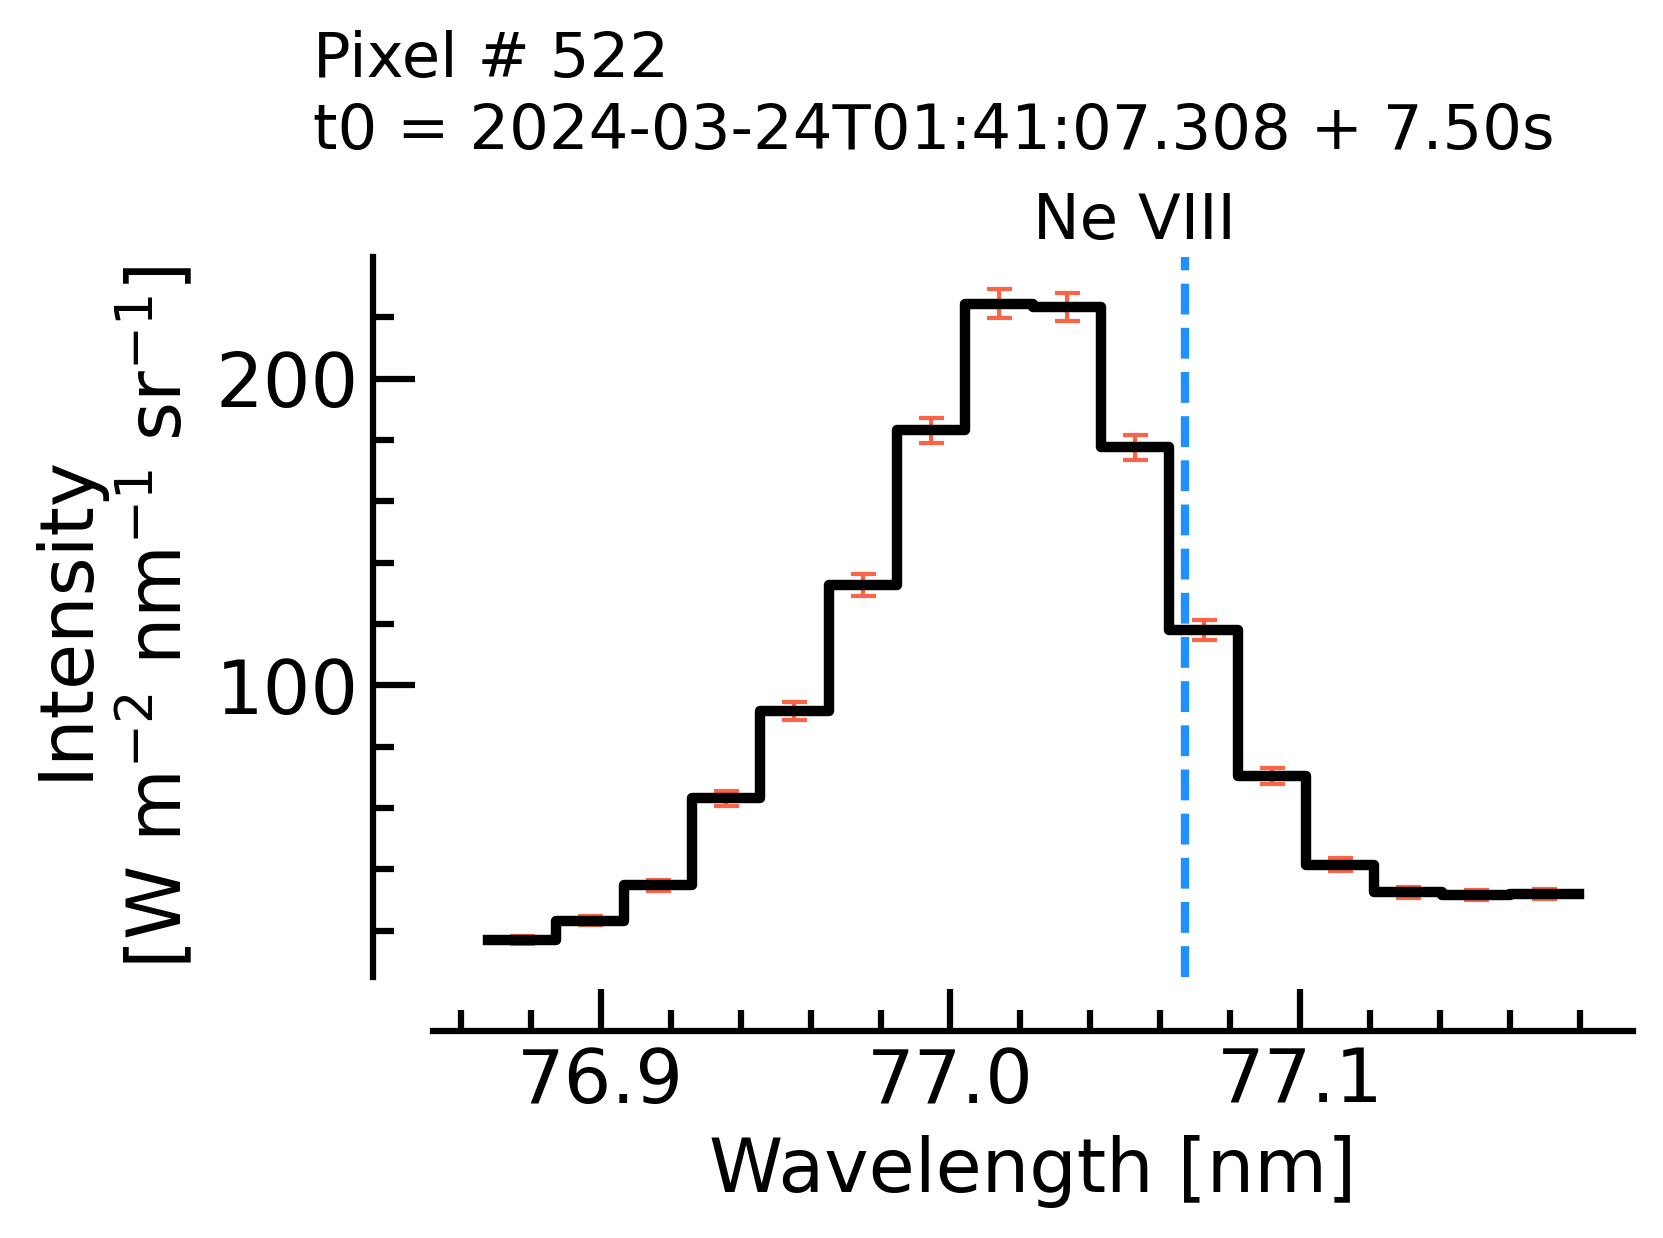 Pixel # 522
t0 = 2024-03-24T01:41:07.308 + 7.50s
Ne VIII
Intensity
[W m⁻² nm⁻¹ sr⁻¹]
200
100
76.9 77.0 77.1
Wavelength [nm]